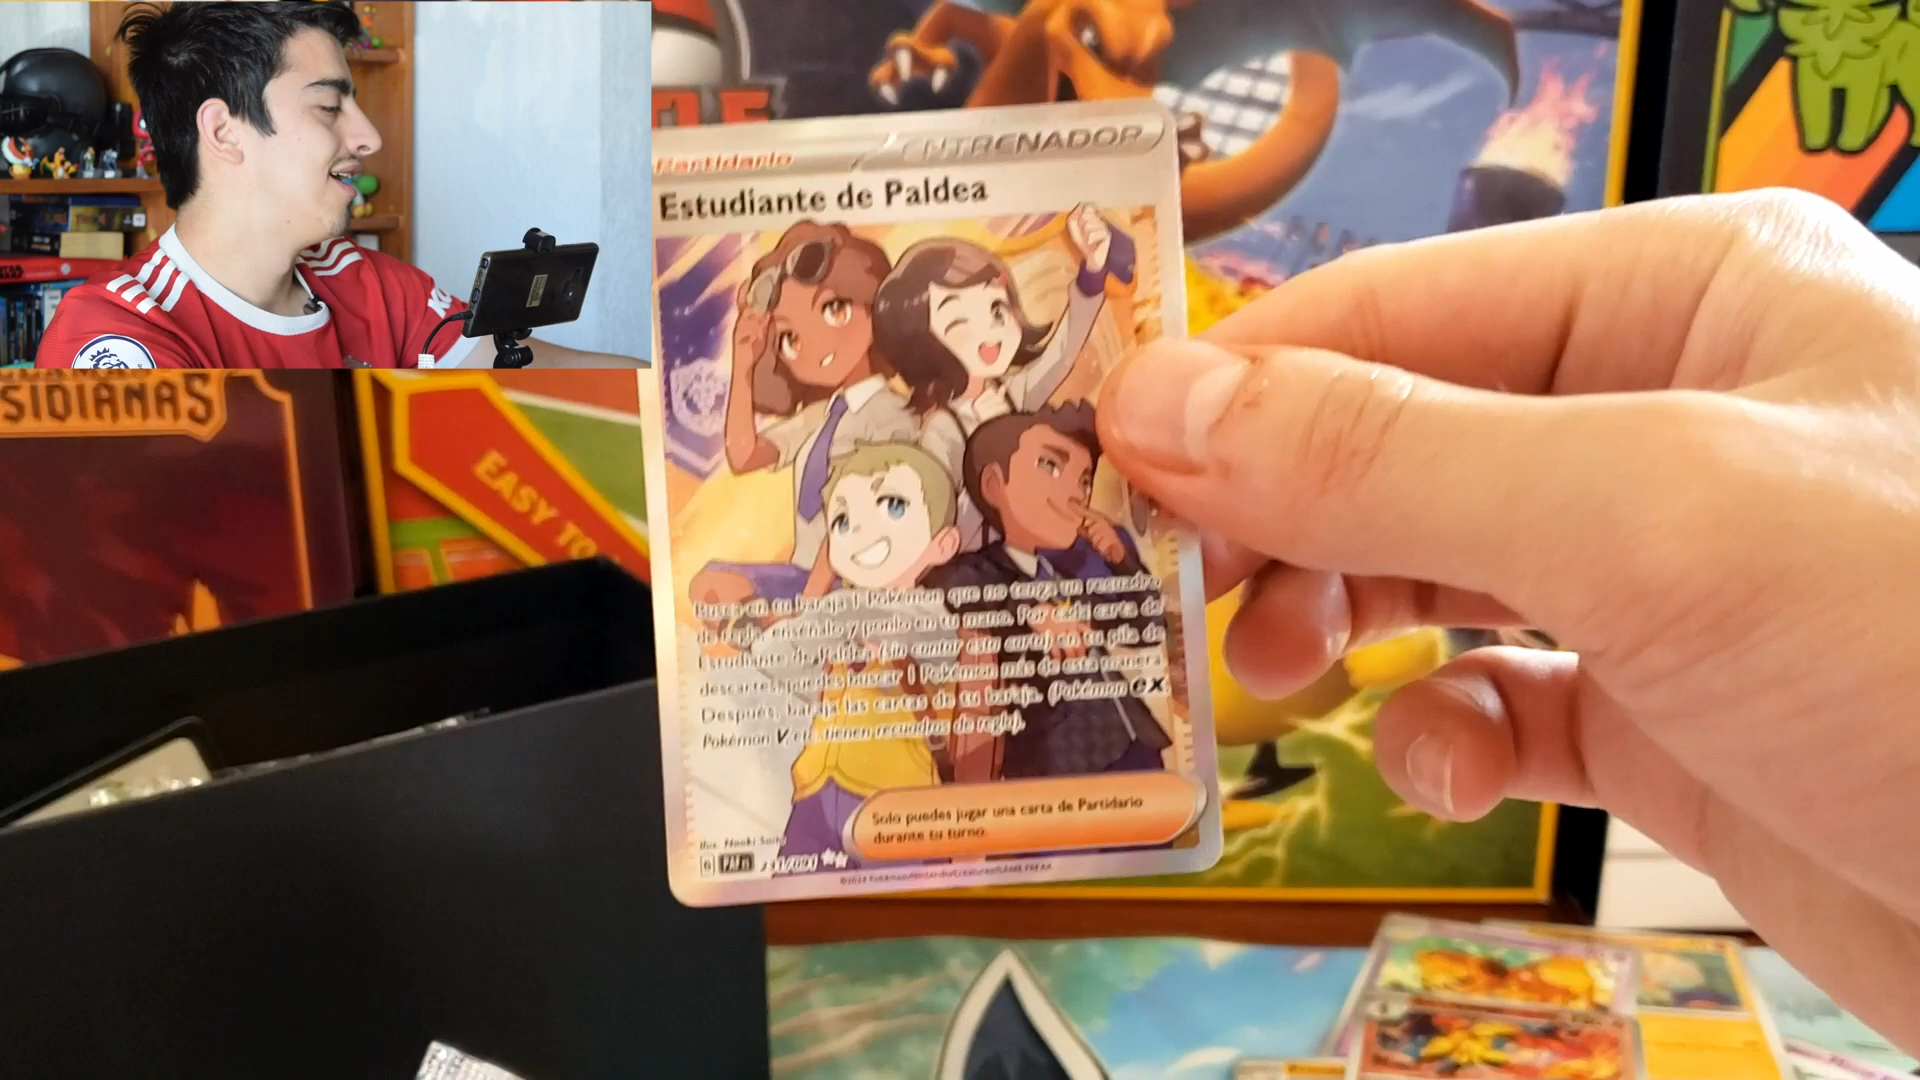 Partidario
ENTRENADOR
Estudiante de Paldea
Busca en tu baraja 1 Pokémon que no tenga un recuadro
de regla, enséñalo y ponlo en tu mano. Por cada carta de
Estudiante de Paldea (sin contar esta carta) en tu pila de
descartes, puedes buscar 1 Pokémon más de esta manera
Después, baraja las cartas de tu baraja. (Pokémon ex,
Pokémon V, etc. tienen recuadros de regla).
Solo puedes jugar una carta de Partidario
durante tu turno.
Illus. Naoki Saito
G PAF ES /091
SIDIANAS
EASY TO